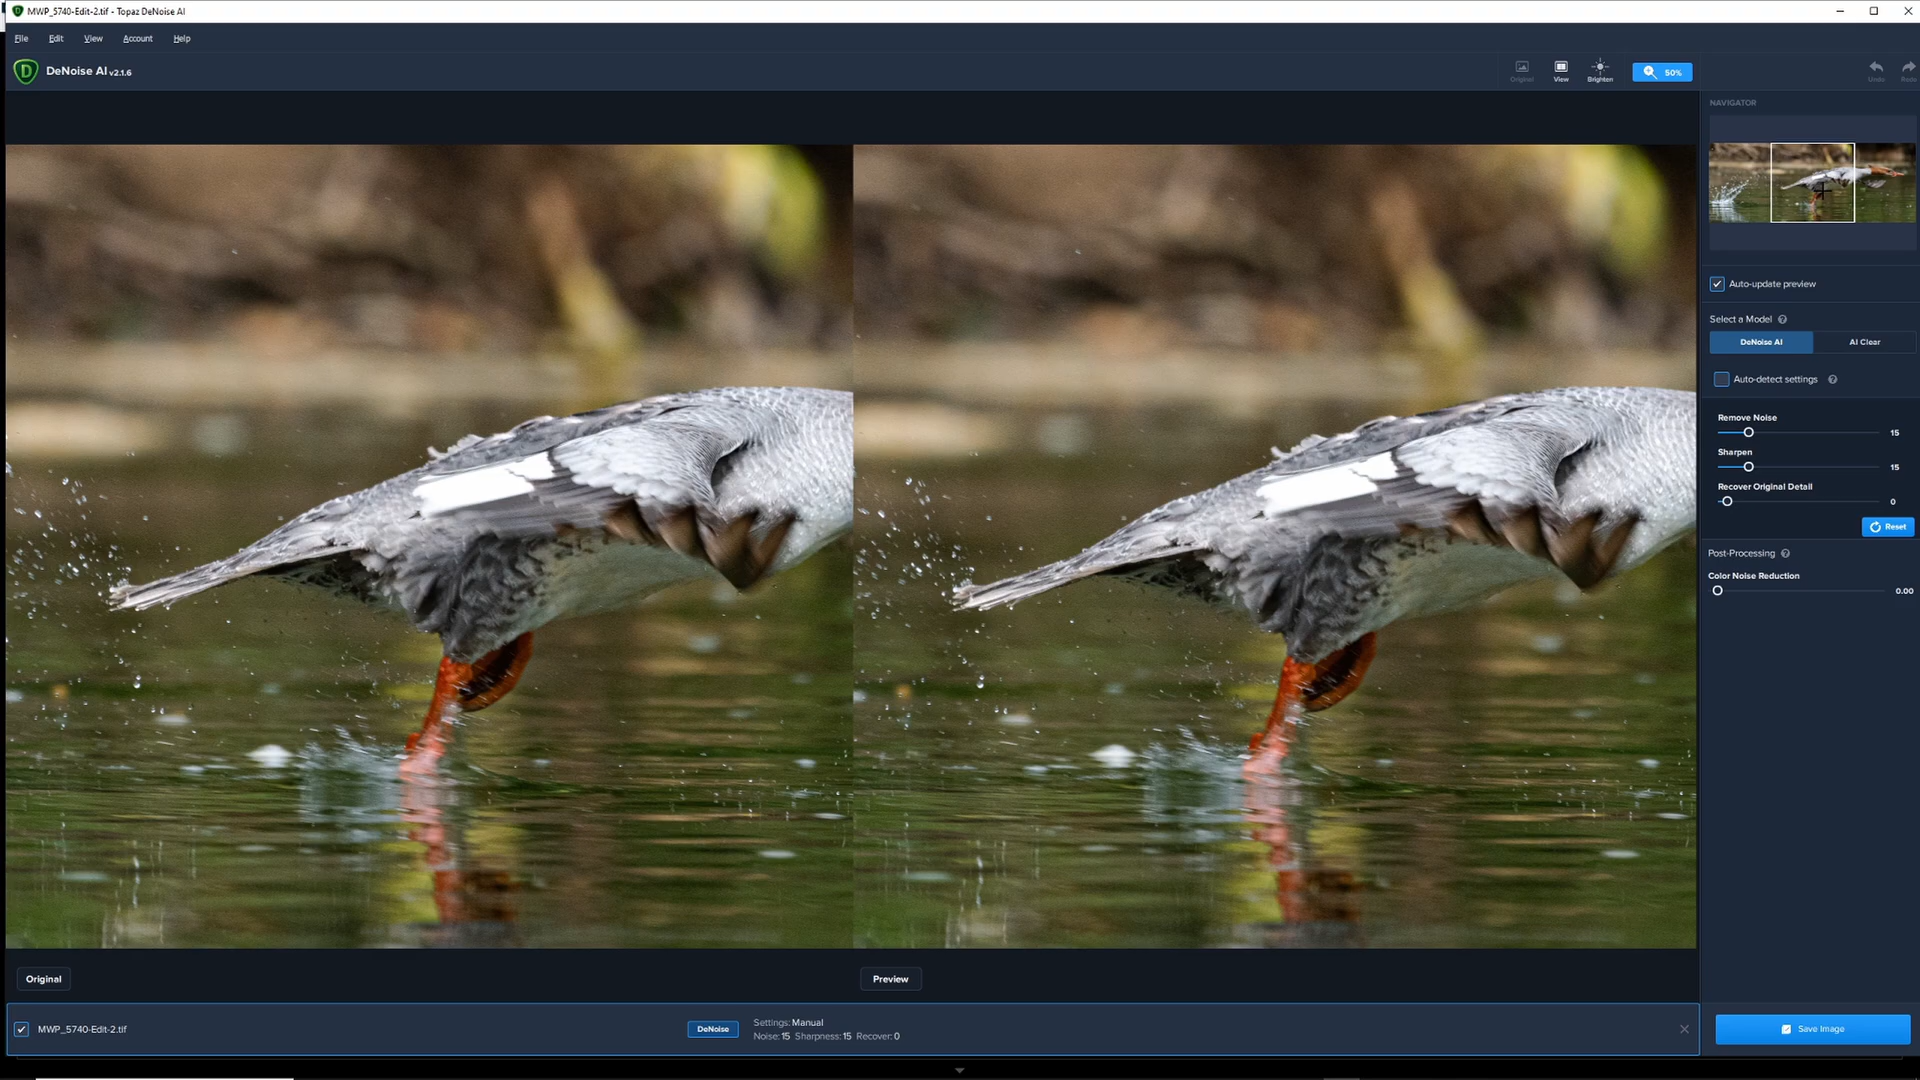 MWP_5740-Edit-2.tif - Topaz DeNoise AI
File Edit View Account Help
DeNoise AI v2.1.6
Original View Brighten 50% Undo Redo
NAVIGATOR
Auto-update preview
Select a Model
DeNoise AI AI Clear
Auto-detect settings
Remove Noise
15
Sharpen
15
Recover Original Detail
0
Reset
Post-Processing
Color Noise Reduction
0.00
Original Preview
MWP_5740-Edit-2.tif
DeNoise
Settings: Manual
Noise: 15 Sharpness: 15 Recover: 0
Save Image